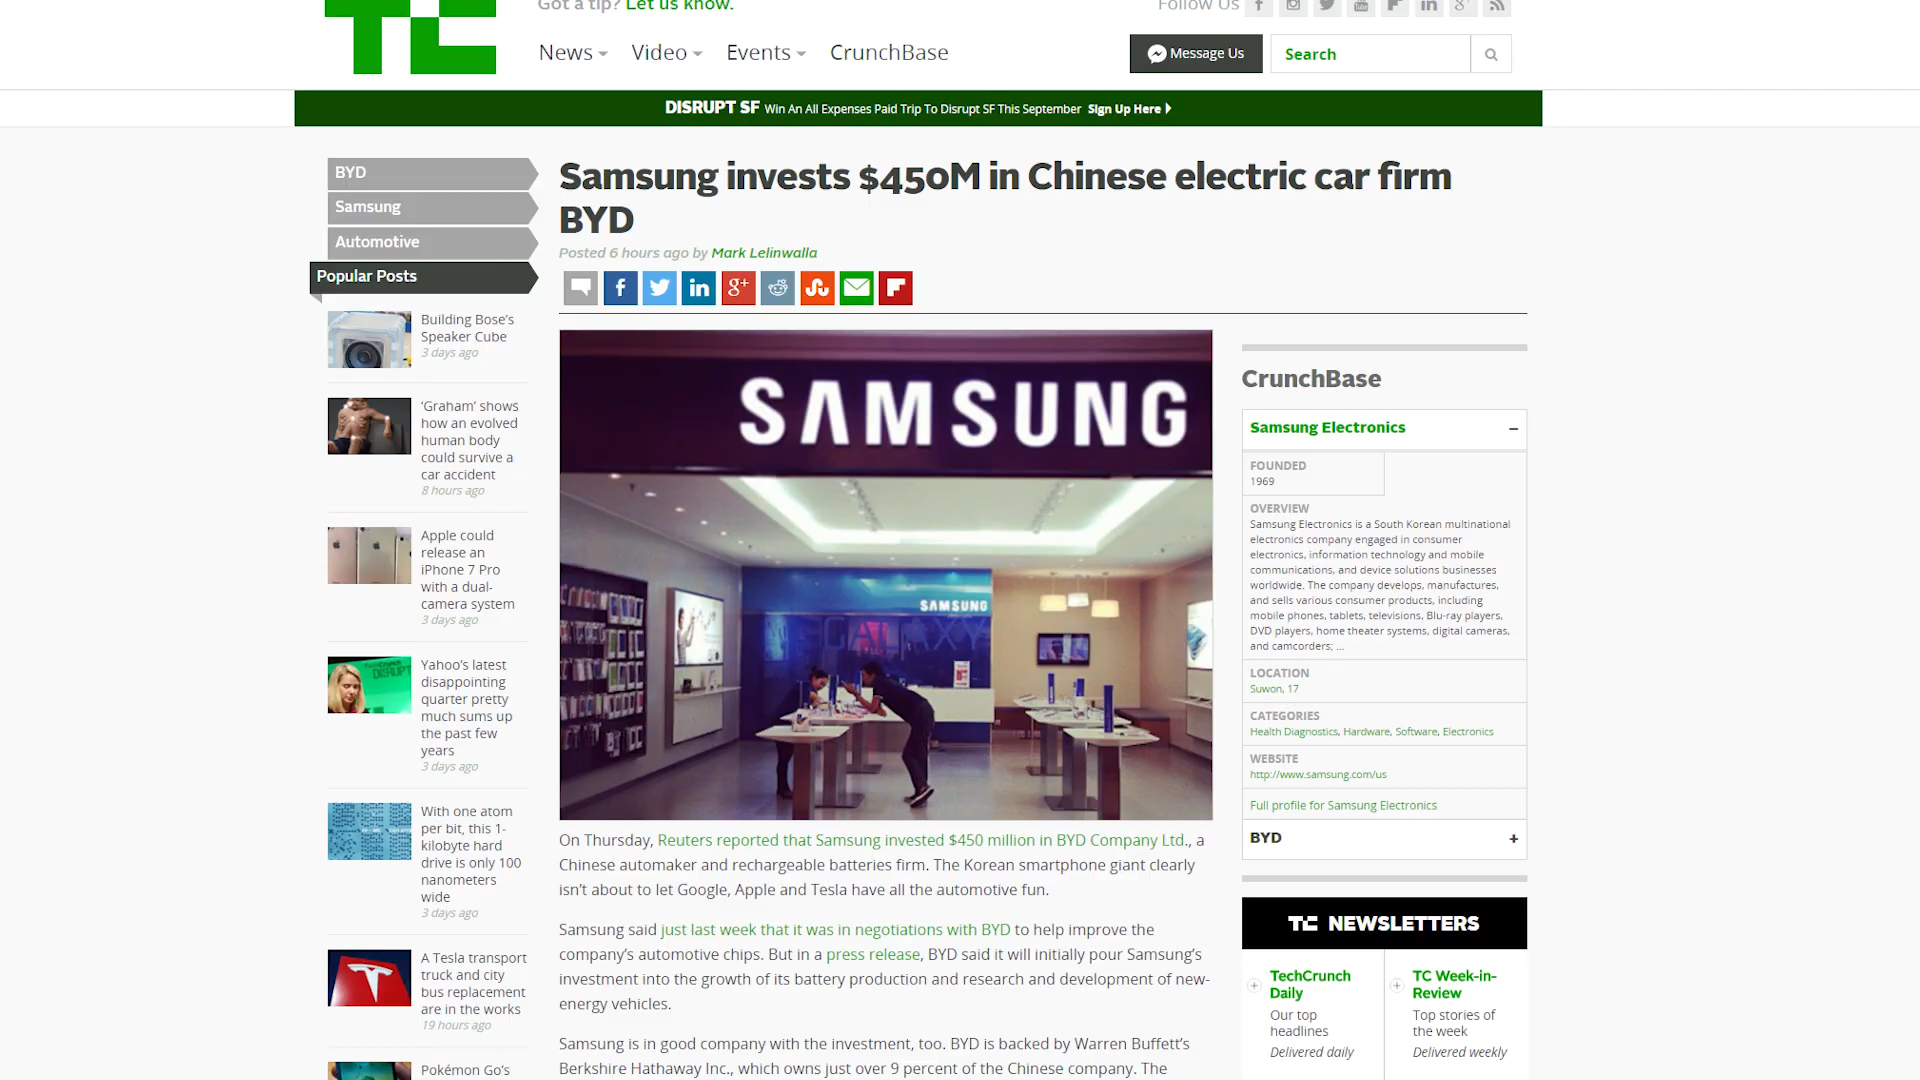 TC
Got a tip? Let us know.
Follow Us
News
Video
Events
CrunchBase
Message Us
Search
DISRUPT SF Win An All Expenses Paid Trip To Disrupt SF This September Sign Up Here
BYD
Samsung
Automotive
Popular Posts
Building Bose's
Speaker Cube
3 days ago
'Graham' shows
how an evolved
human body
could survive a
car accident
8 hours ago
Apple could
release an
iPhone 7 Pro
with a dual-
camera system
3 days ago
Yahoo's latest
disappointing
quarter pretty
much sums up
the past few
years
3 days ago
With one atom
per bit, this 1-
kilobyte hard
drive is only 100
nanometers
wide
3 days ago
A Tesla transport
truck and city
bus replacement
are in the works
19 hours ago
Pokémon Go's
Samsung invests $450M in Chinese electric car firm
BYD
Posted 6 hours ago by Mark Lelinwalla
SAMSUNG
SAMSUNG
GALAXY
On Thursday, Reuters reported that Samsung invested $450 million in BYD Company Ltd., a
Chinese automaker and rechargeable batteries firm. The Korean smartphone giant clearly
isn't about to let Google, Apple and Tesla have all the automotive fun.
Samsung said just last week that it was in negotiations with BYD to help improve the
company's automotive chips. But in a press release, BYD said it will initially pour Samsung's
investment into the growth of its battery production and research and development of new-
energy vehicles.
Samsung is in good company with the investment, too. BYD is backed by Warren Buffett's
Berkshire Hathaway Inc., which owns just over 9 percent of the Chinese company. The
CrunchBase
Samsung Electronics –
FOUNDED
1969
OVERVIEW
Samsung Electronics is a South Korean multinational
electronics company engaged in consumer
electronics, information technology and mobile
communications, and device solutions businesses
worldwide. The company develops, manufactures,
and sells various consumer products, including
mobile phones, tablets, televisions, Blu-ray players,
DVD players, home theater systems, digital cameras,
and camcorders; ...
LOCATION
Suwon, 17
CATEGORIES
Health Diagnostics, Hardware, Software, Electronics
WEBSITE
http://www.samsung.com/us
Full profile for Samsung Electronics
BYD +
TC NEWSLETTERS
TechCrunch
Daily
Our top
headlines
Delivered daily
TC Week-in-
Review
Top stories of
the week
Delivered weekly